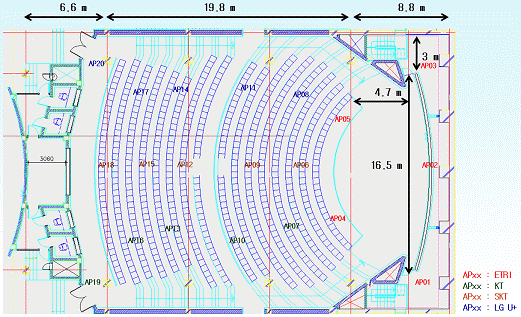 6,6 m
19,8 m
8,8 m
3 m
AP20
AP03
AP17
AP14
AP11
AP08
AP05
4,7 m
3060
AP18
AP15
AP12
AP09
AP06
16,5 m
AP02
AP04
AP16
AP13
AP10
AP07
AP19
AP01
APxx : ETRI
APxx : KT
APxx : SKT
APxx : LG U+